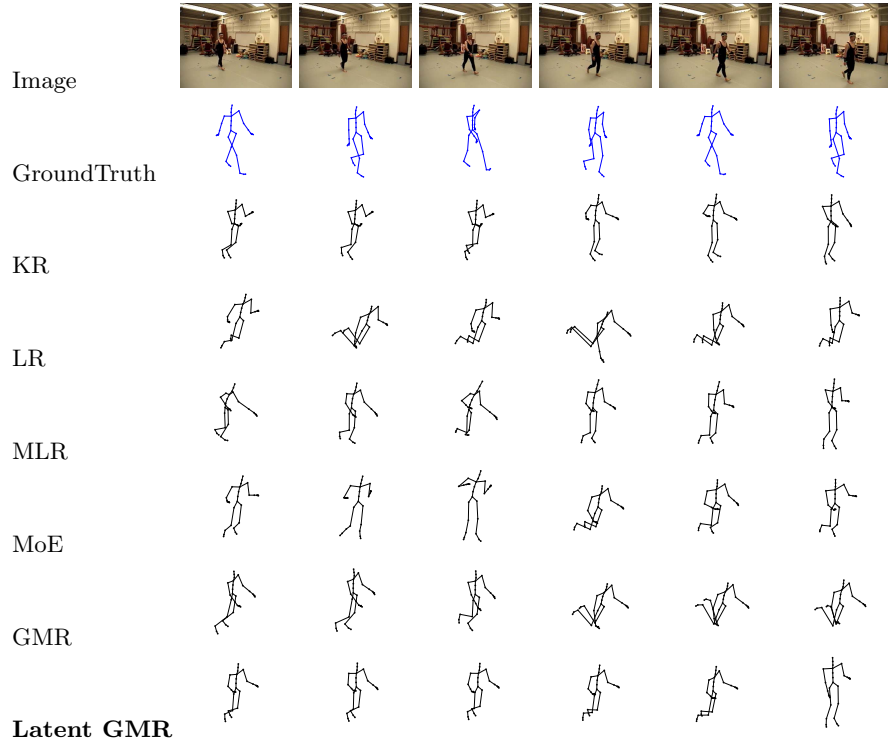 Image
GroundTruth
KR
LR
MLR
MoE
GMR
Latent GMR